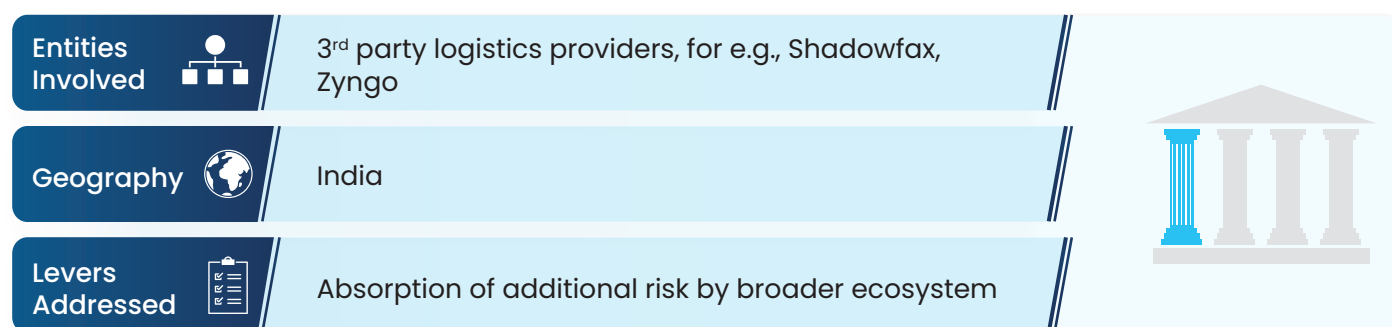 Entities
Involved
3rd party logistics providers, for e.g., Shadowfax,
Zyngo
Geography
India
Levers
Addressed
Absorption of additional risk by broader ecosystem